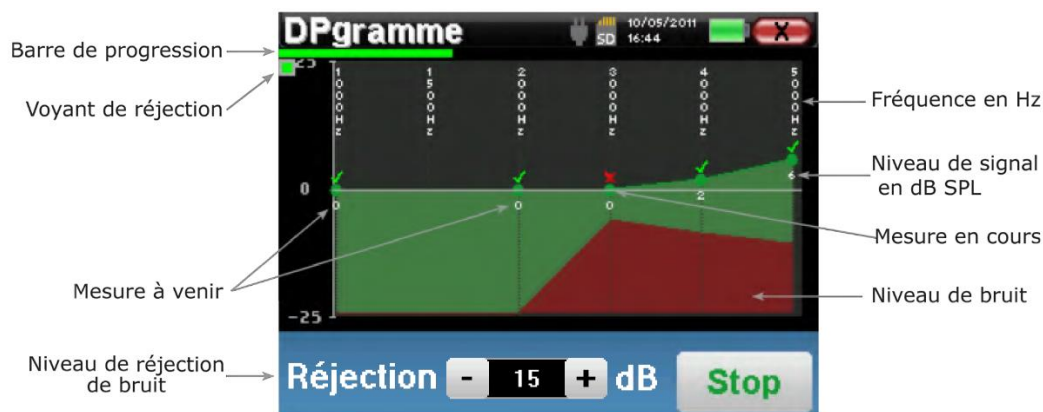 DPgramme
SD
10/05/2011
16:44
X
Barre de progression
Voyant de réjection
25
1000Hz
1500Hz
2000Hz
3000Hz
4000Hz
5000Hz
Fréquence en Hz
Niveau de signal
en dB SPL
0
0
0
0
2
6
Mesure en cours
Mesure à venir
Niveau de bruit
-25
Niveau de réjection
de bruit
Réjection - 15 + dB
Stop